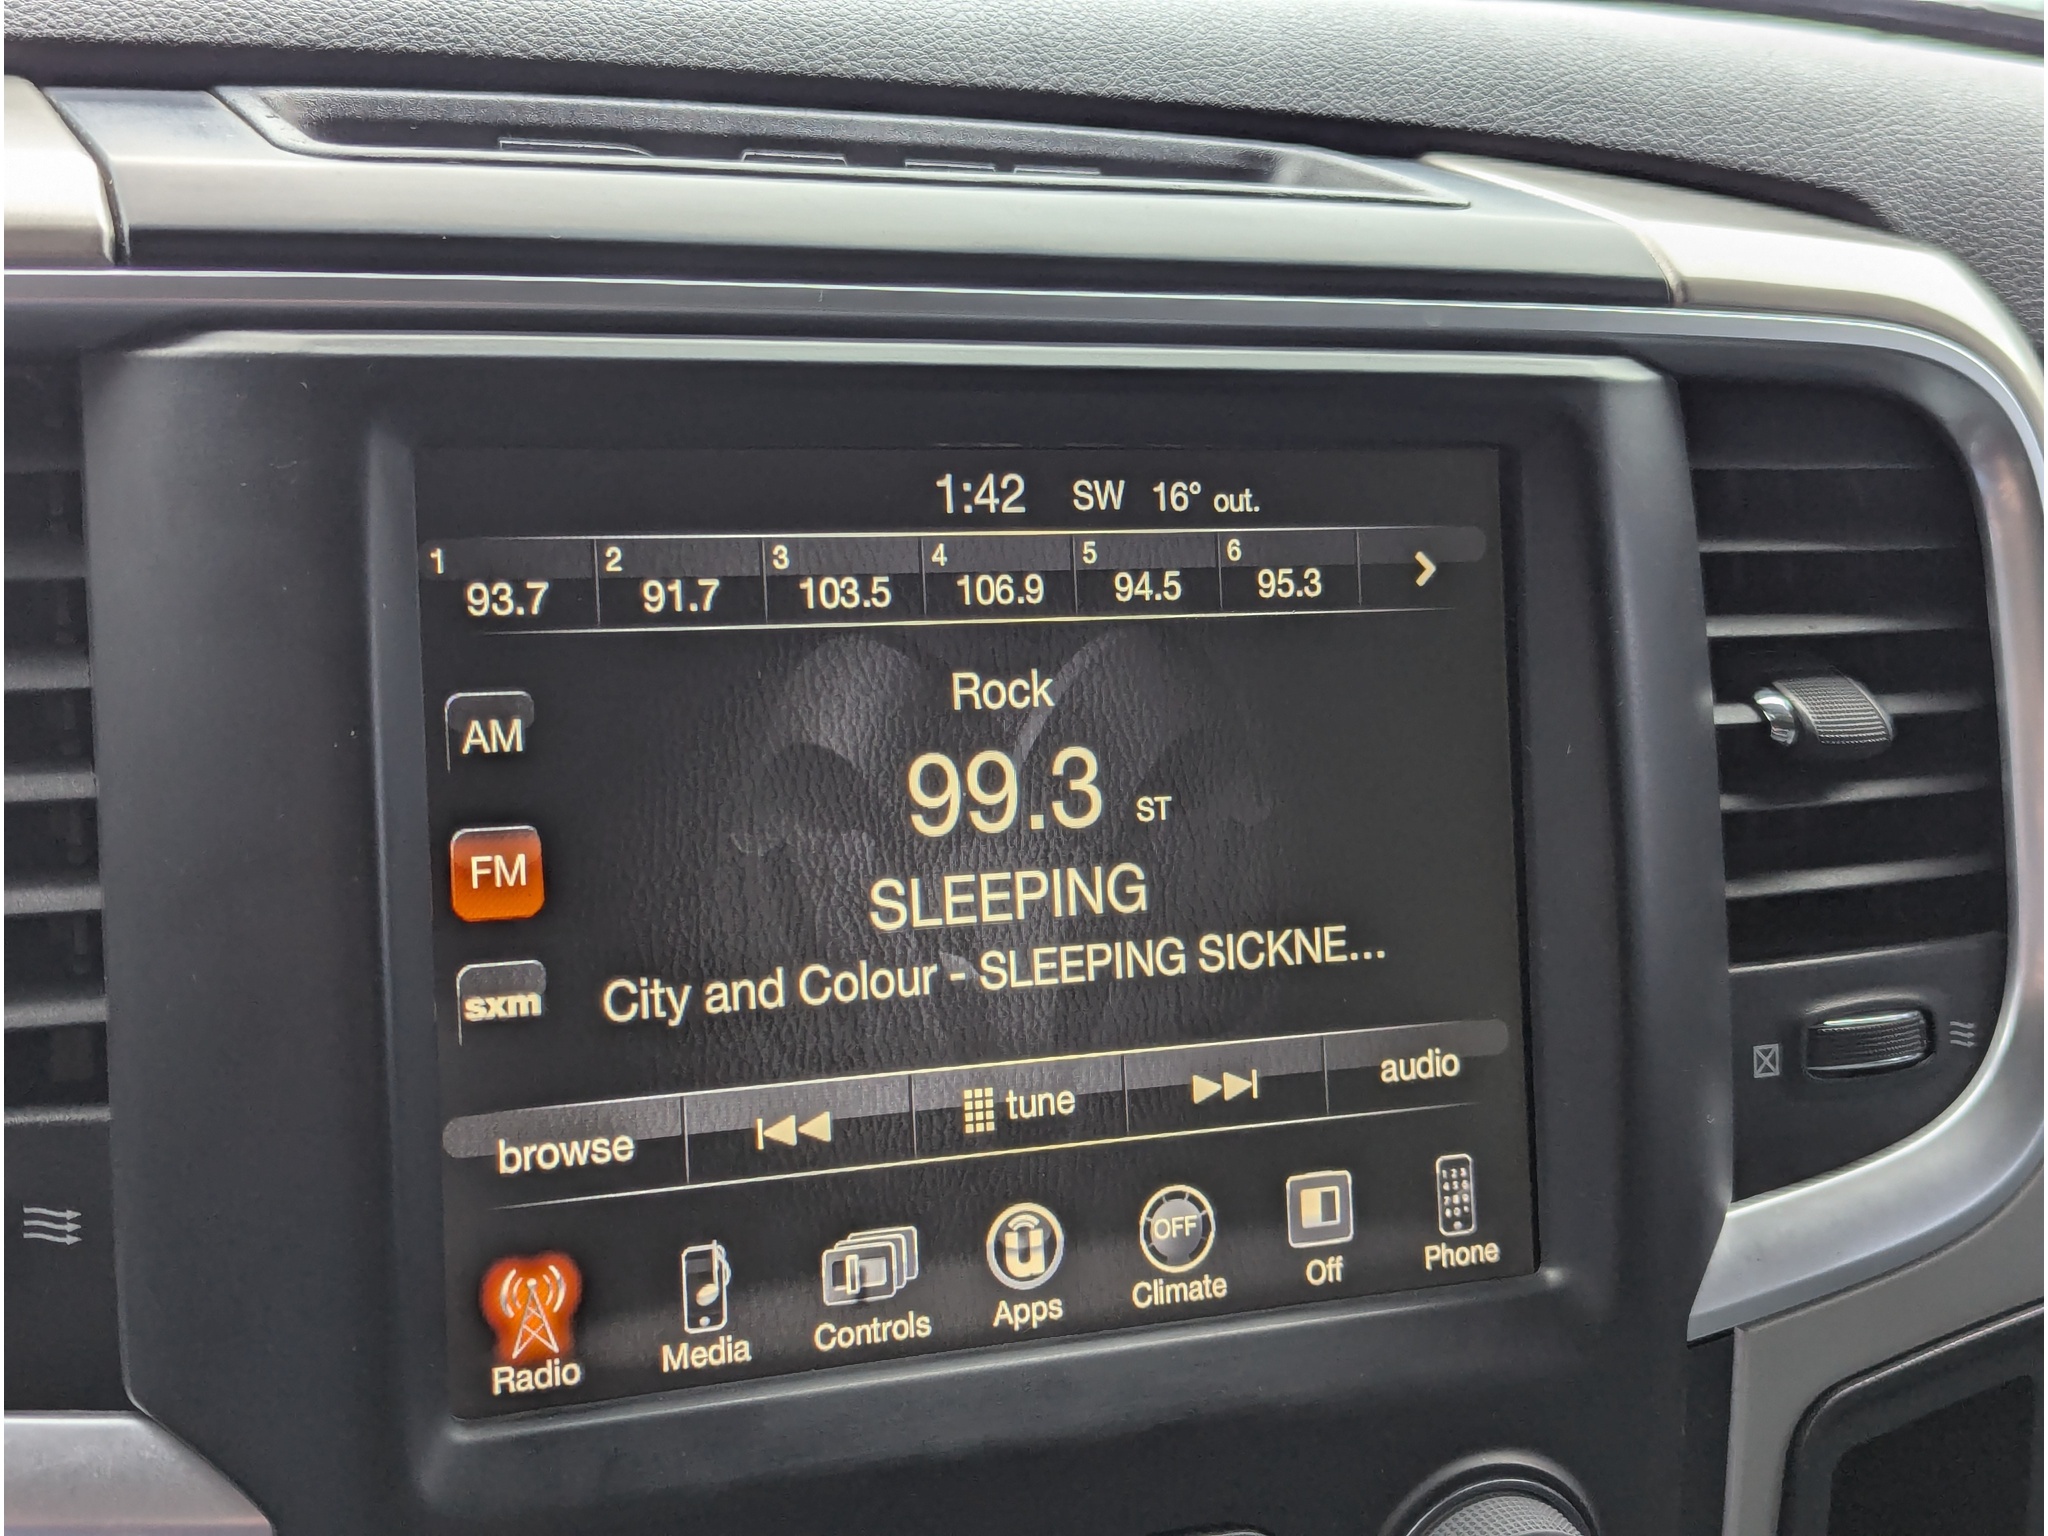 1:42 SW 16° out.
1 93.7 2 91.7 3 103.5 4 106.9 5 94.5 6 95.3
Rock
AM
99.3 ST
FM
SLEEPING
City and Colour - SLEEPING SICKNE...
sxm
browse tune audio
OFF
Radio Media Controls Apps Climate Off Phone